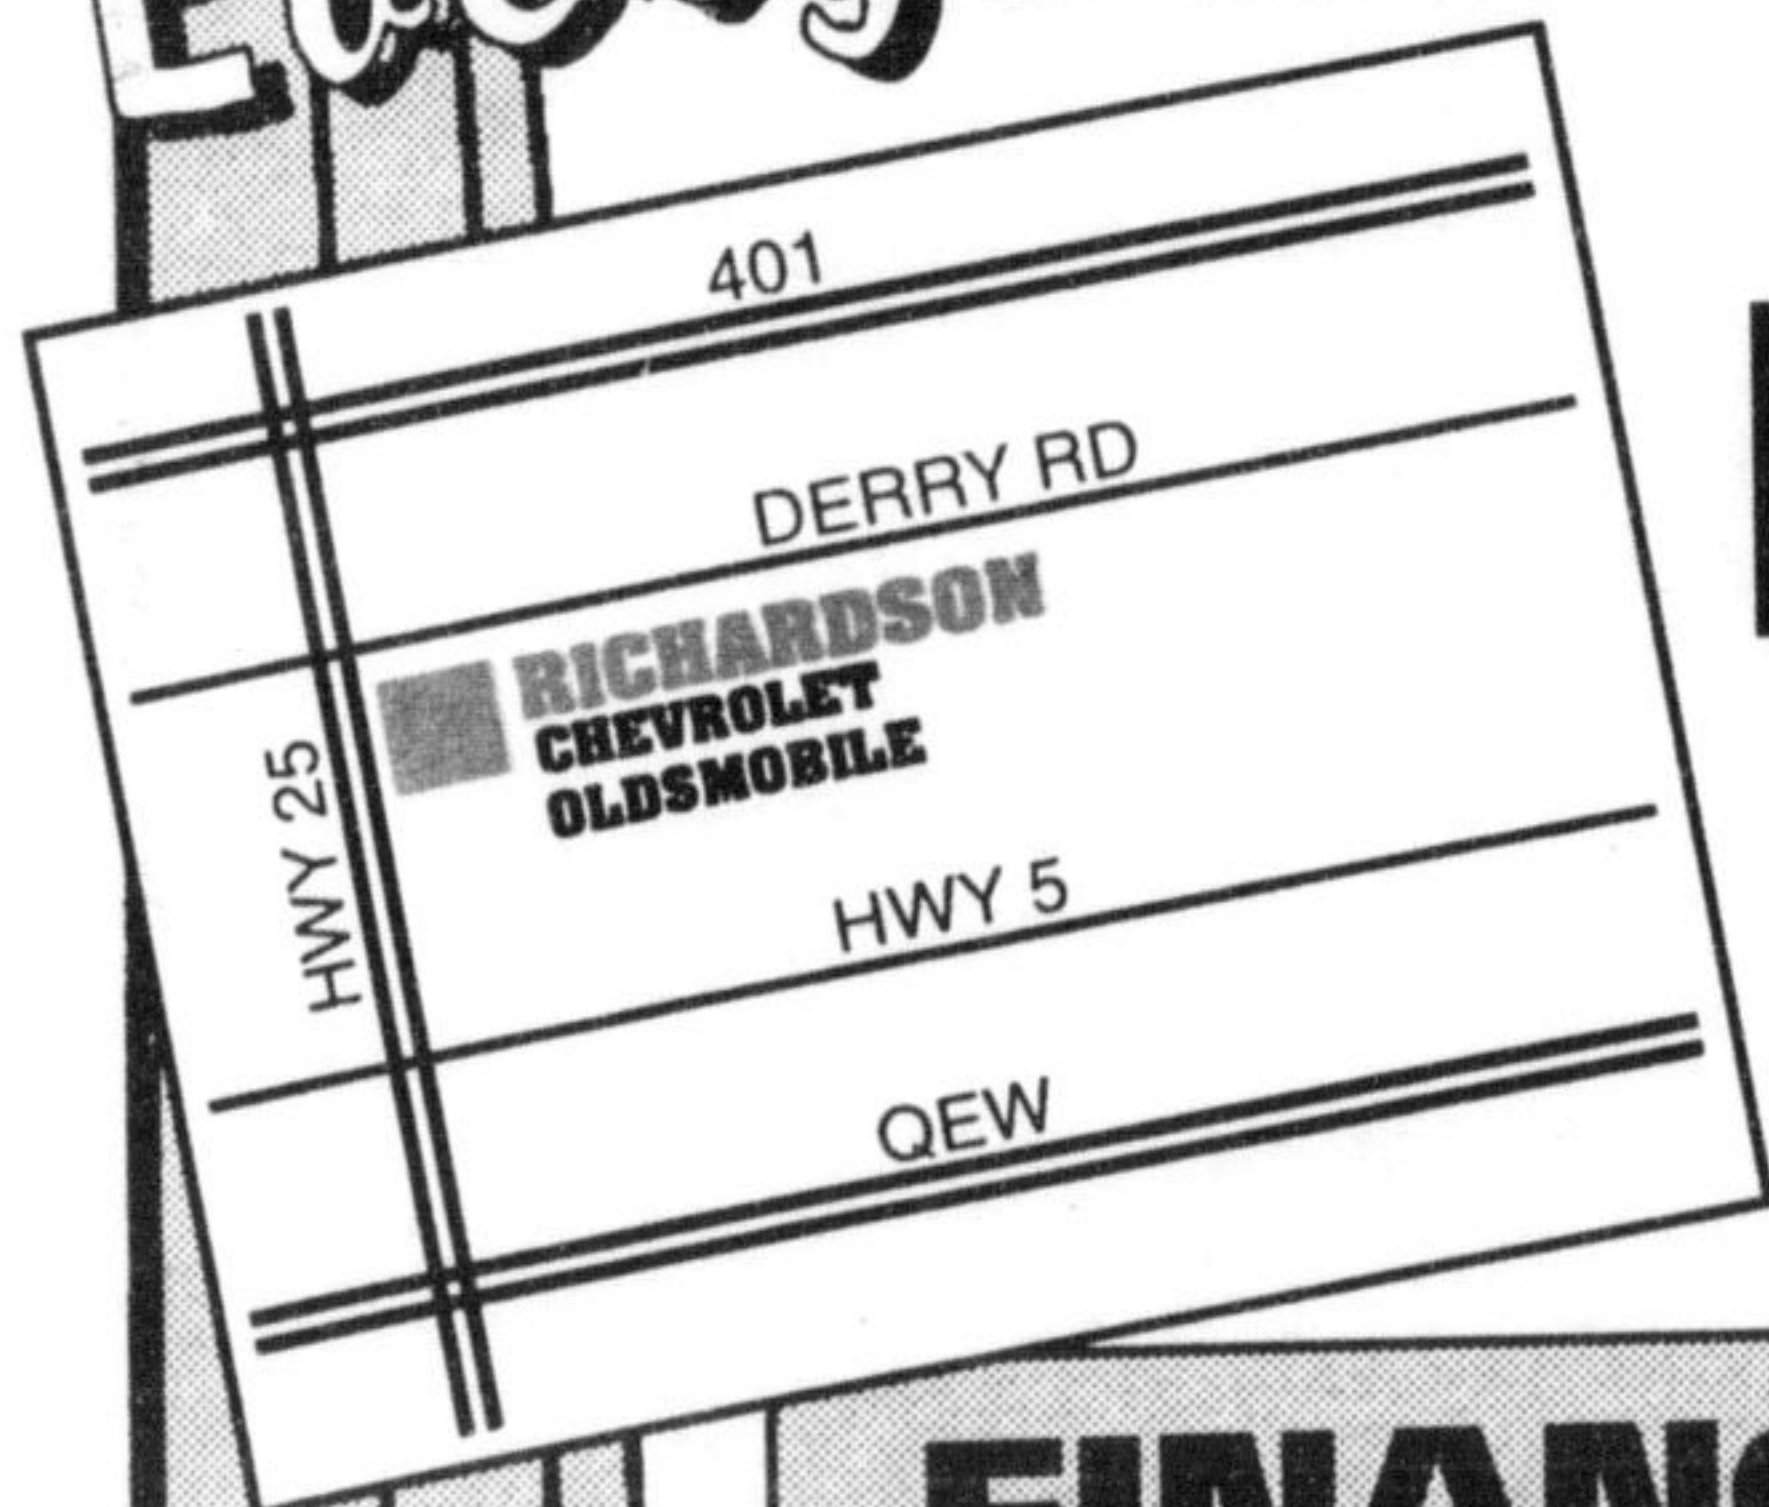 401
DERRY RD
RICHARDSON
CHEVROLET
OLDSMOBILE
HWY 25
HWY 5
QEW